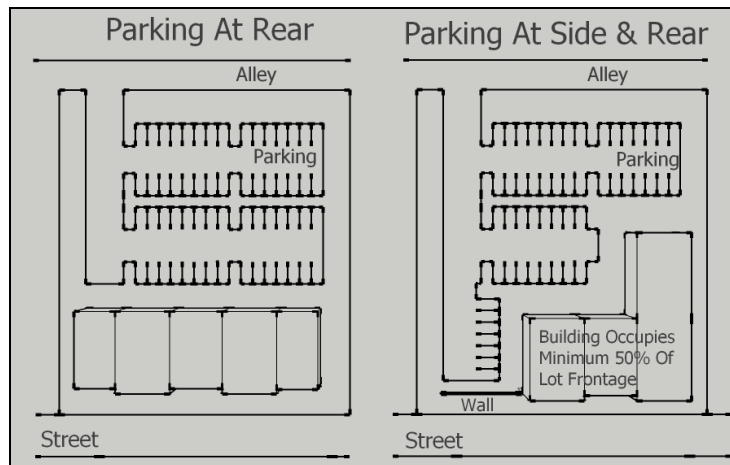 Parking At Rear
Alley
Parking
Street
Parking At Side & Rear
Alley
Parking
Building Occupies
Minimum 50% Of
Lot Frontage
Wall
Street